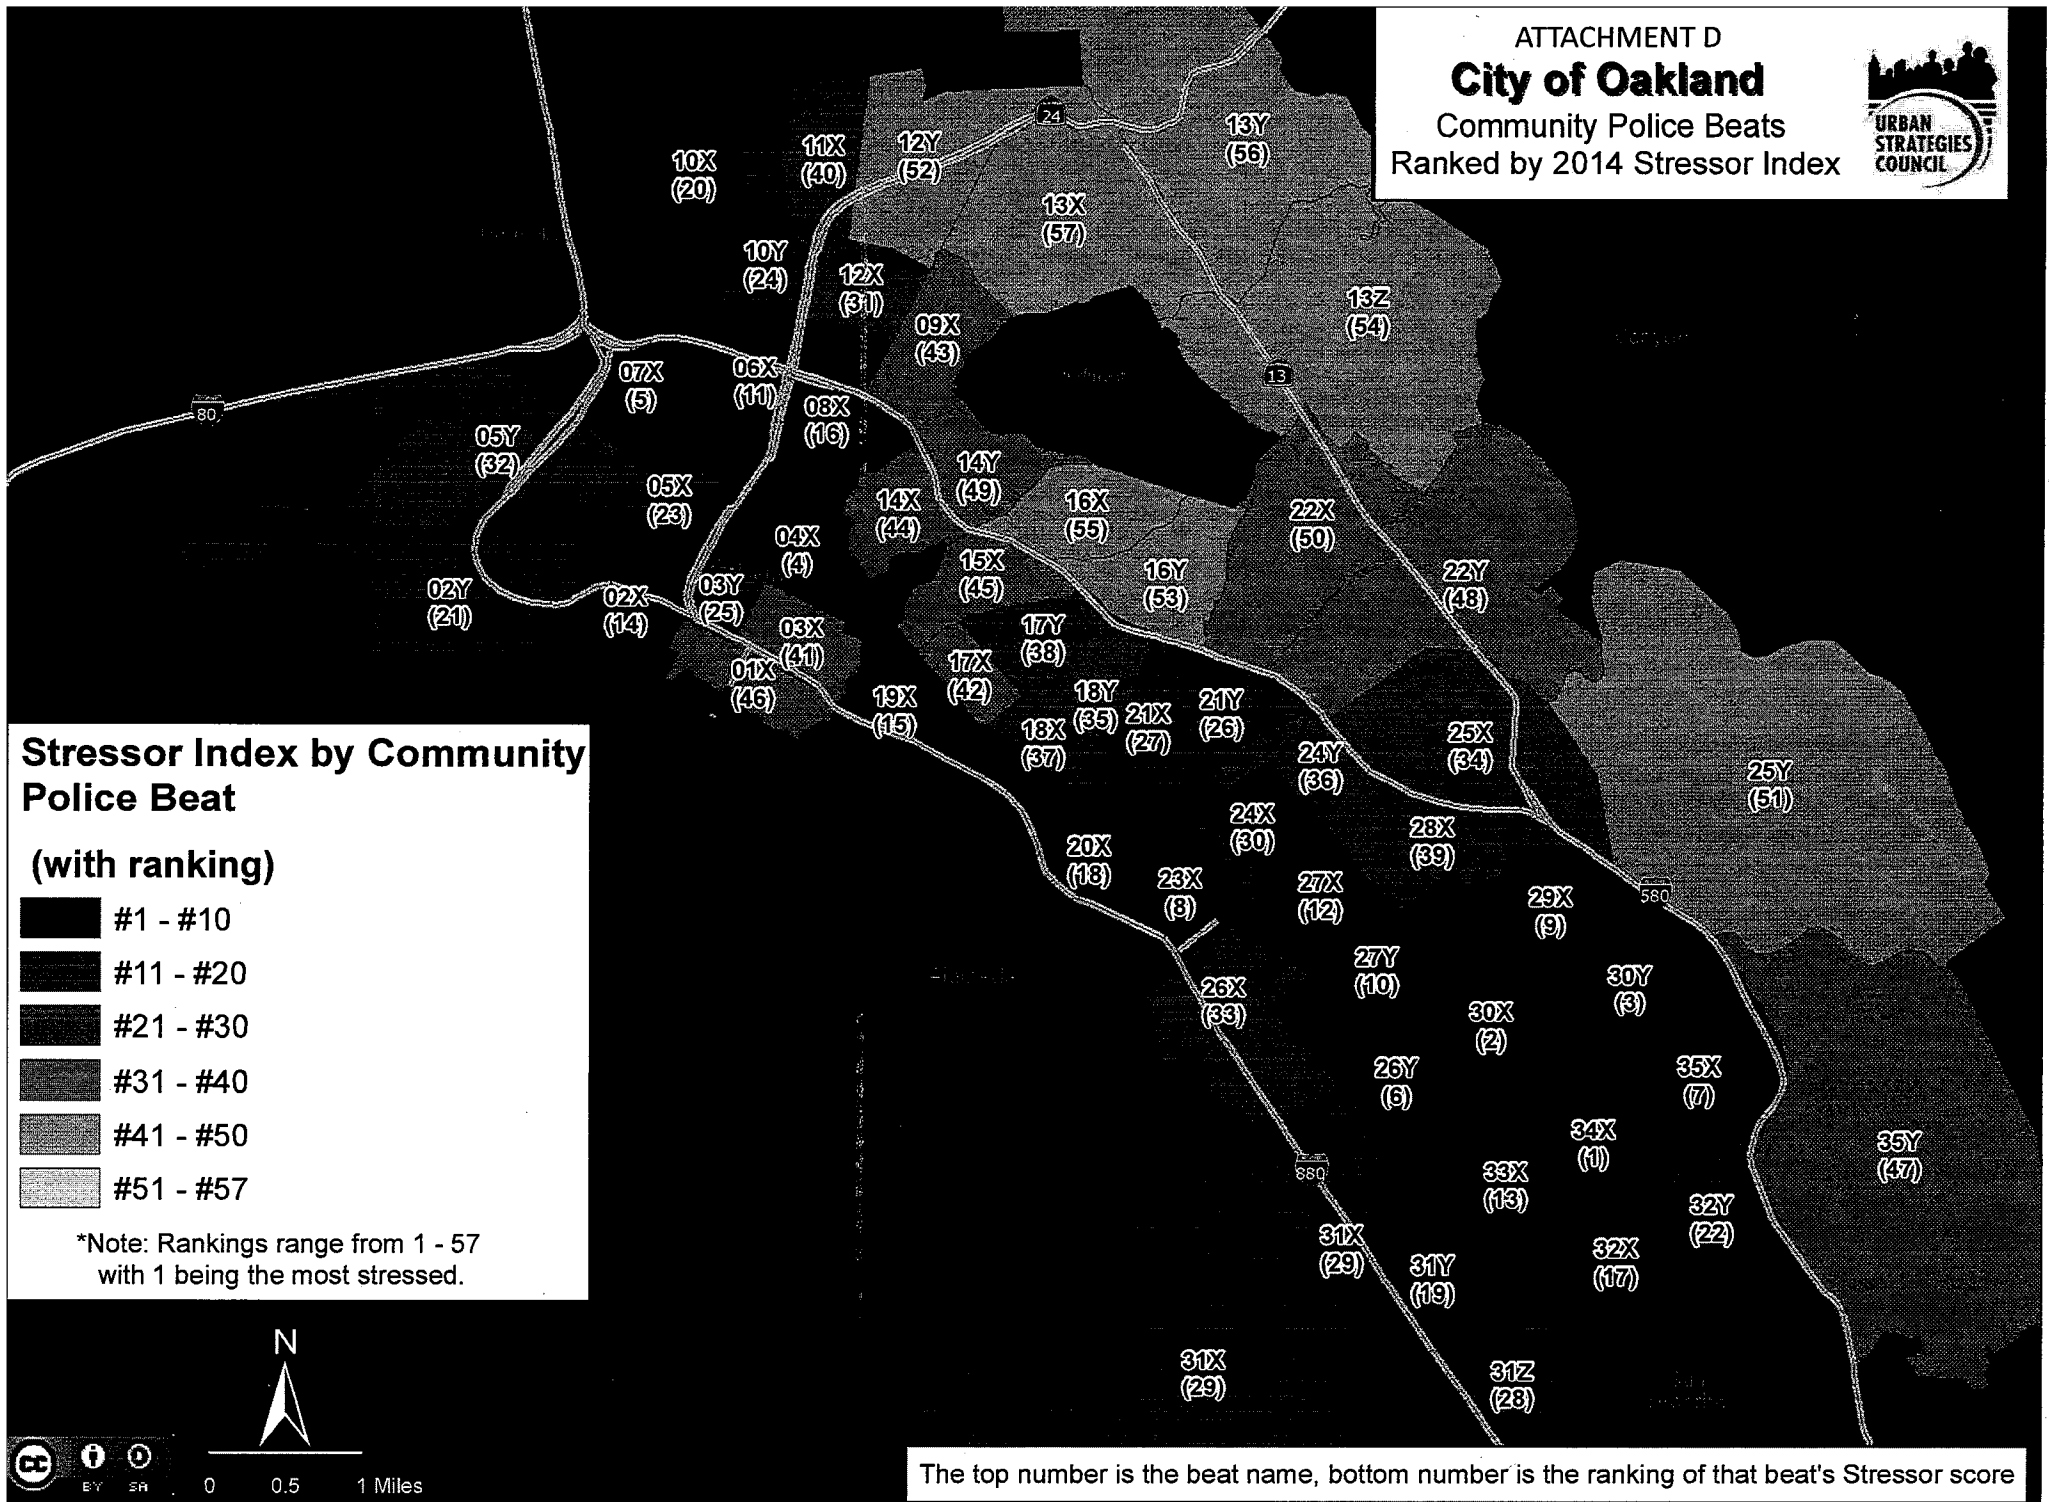 ATTACHMENT D
City of Oakland
Community Police Beats
Ranked by 2014 Stressor Index
URBAN
STRATEGIES
COUNCIL
24
13Y
(56)
11X
(40)
12Y
(52)
10X
(20)
13X
(57)
10Y
(24)
12X
(31)
13Z
(54)
09X
(43)
13
07X
(5)
06X
(11)
80
08X
(16)
05Y
(32)
14Y
(49)
05X
(23)
14X
(44)
16X
(55)
22X
(50)
04X
(4)
15X
(45)
16Y
(53)
22Y
(48)
02Y
(21)
02X
(14)
03Y
(25)
03X
(41)
17Y
(38)
01X
(46)
17X
(42)
19X
(15)
18Y
(35)
21X
(27)
21Y
(26)
18X
(37)
24Y
(36)
25X
(34)
25Y
(51)
24X
(30)
28X
(39)
20X
(18)
23X
(8)
27X
(12)
29X
(9)
580
27Y
(10)
30Y
(3)
26X
(33)
30X
(2)
26Y
(6)
35X
(7)
34X
(1)
35Y
(47)
880
33X
(13)
32Y
(22)
31X
(29)
31Y
(19)
32X
(17)
31X
(29)
31Z
(28)
Stressor Index by Community
Police Beat
(with ranking)
#1 - #10
#11 - #20
#21 - #30
#31 - #40
#41 - #50
#51 - #57
*Note: Rankings range from 1 - 57
with 1 being the most stressed.
N
cc
BY SA
0 0.5 1 Miles
The top number is the beat name, bottom number is the ranking of that beat's Stressor score